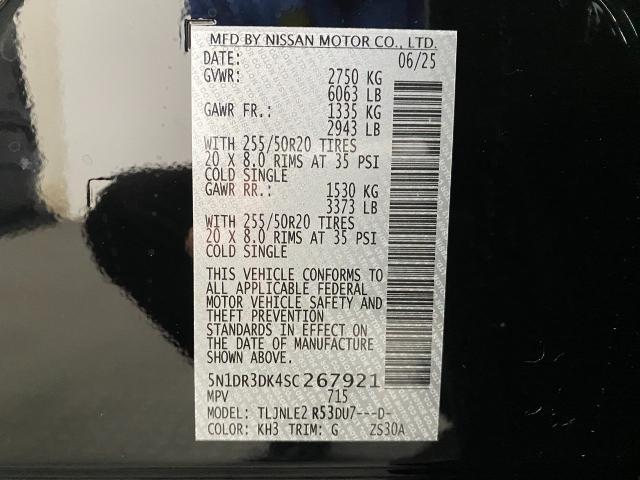 MFD BY NISSAN MOTOR CO., LTD.
DATE: 06/25
GVWR: 2750 KG
6063 LB
GAWR FR.: 1335 KG
2943 LB
WITH 255/50R20 TIRES
20 X 8.0 RIMS AT 35 PSI
COLD SINGLE
GAWR RR.: 1530 KG
3373 LB
WITH 255/50R20 TIRES
20 X 8.0 RIMS AT 35 PSI
COLD SINGLE
THIS VEHICLE CONFORMS TO
ALL APPLICABLE FEDERAL
MOTOR VEHICLE SAFETY AND
THEFT PREVENTION
STANDARDS IN EFFECT ON
THE DATE OF MANUFACTURE
SHOWN ABOVE.
5N1DR3DK4SC267921
MPV 715
MODEL: TLJNLE2 R53DU7---D-
COLOR: KH3 TRIM: G ZS30A